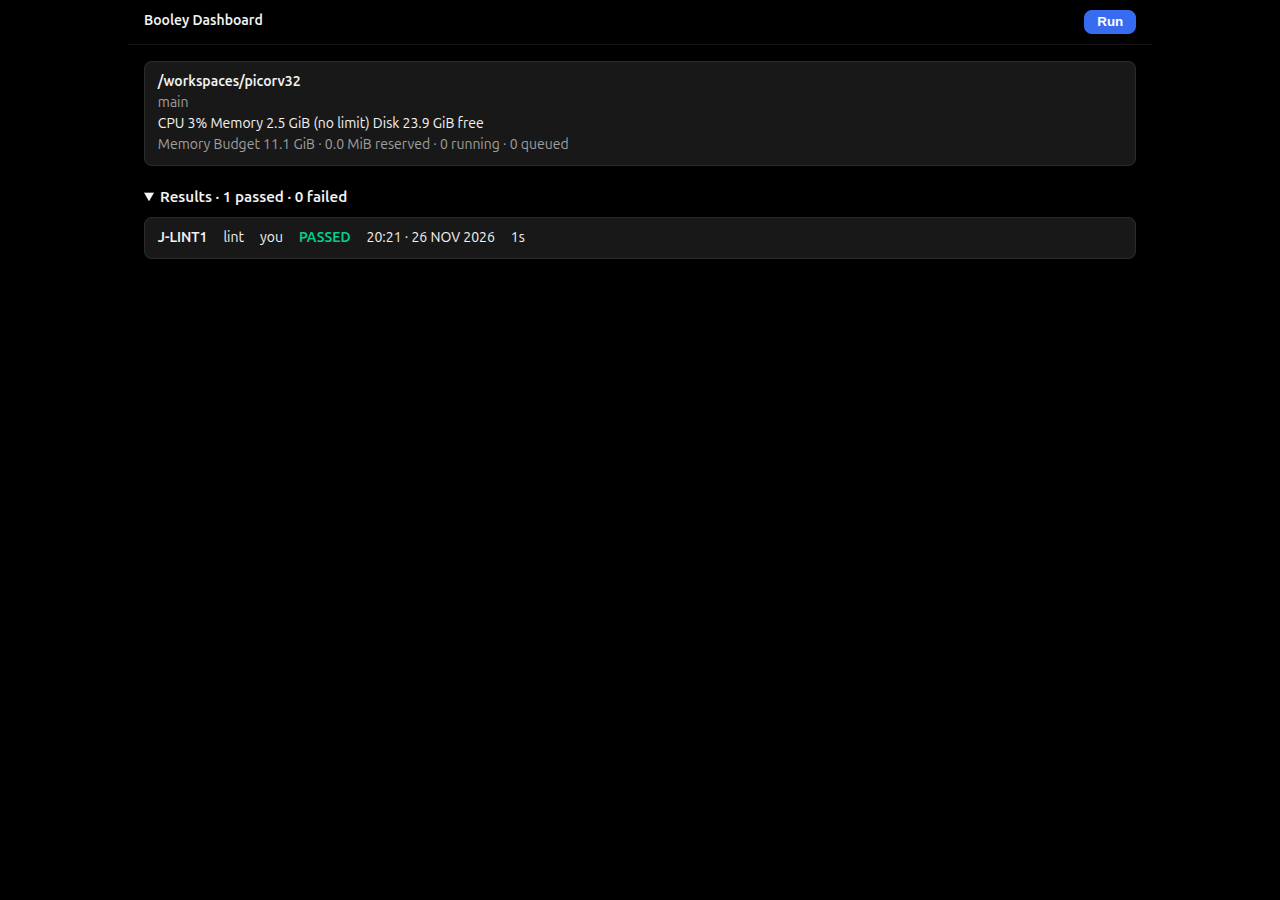 Booley Dashboard
Run
/workspaces/picorv32
main
CPU 3% Memory 2.5 GiB (no limit) Disk 23.9 GiB free
Memory Budget 11.1 GiB · 0.0 MiB reserved · 0 running · 0 queued
▼ Results · 1 passed · 0 failed
J-LINT1 lint you PASSED 20:21 · 26 NOV 2026 1s